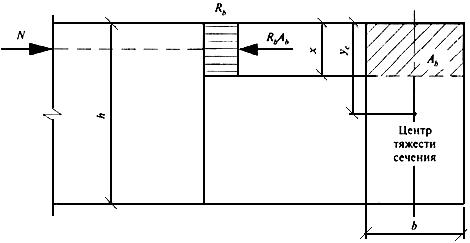 R_b
N
R_bA_b
x
y_c
A_b
h
Центр
тяжести
сечения
b